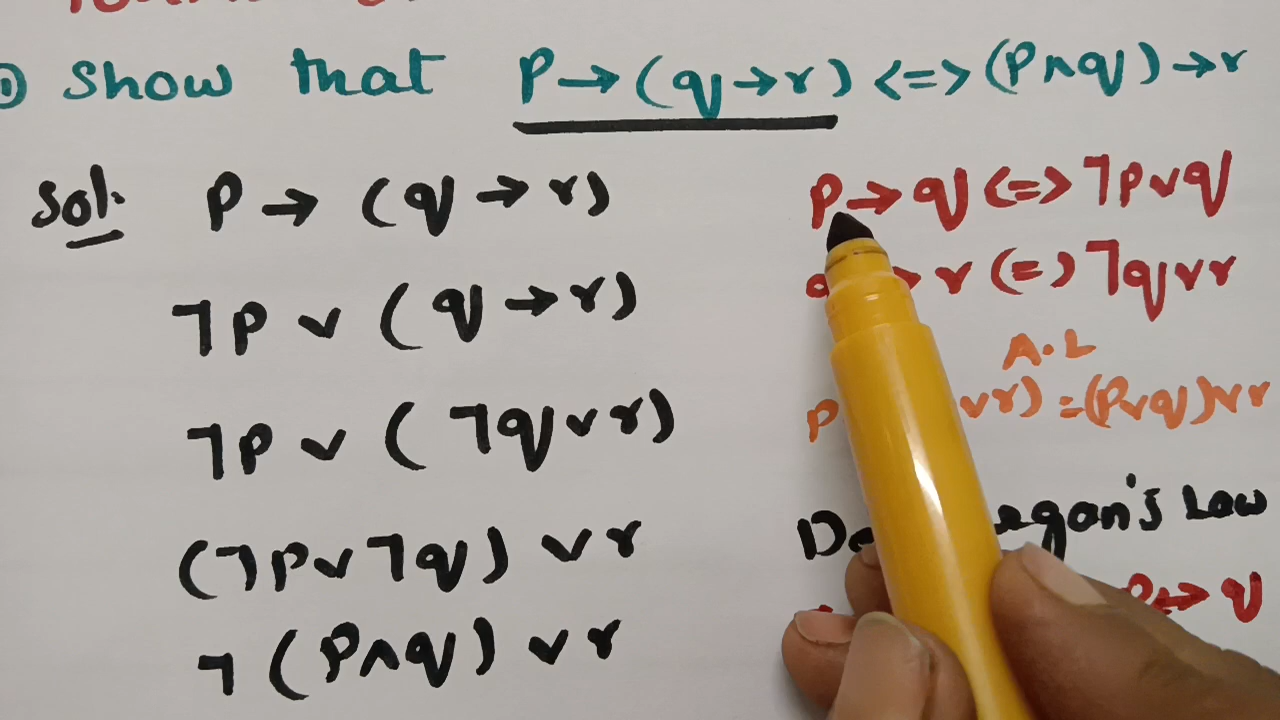 Show that P → (q → r) <=> (P ∧ q) → r
Sol: P → (q → r)
¬P ∨ (q → r)
¬P ∨ (¬q ∨ r)
(¬P ∨ ¬q) ∨ r
¬(P ∧ q) ∨ r
P → q <=> ¬P ∨ q
→ r (=) ¬q ∨ r
A.L
P ∨ r) = (P ∨ q) ∨ r
Law
P → q